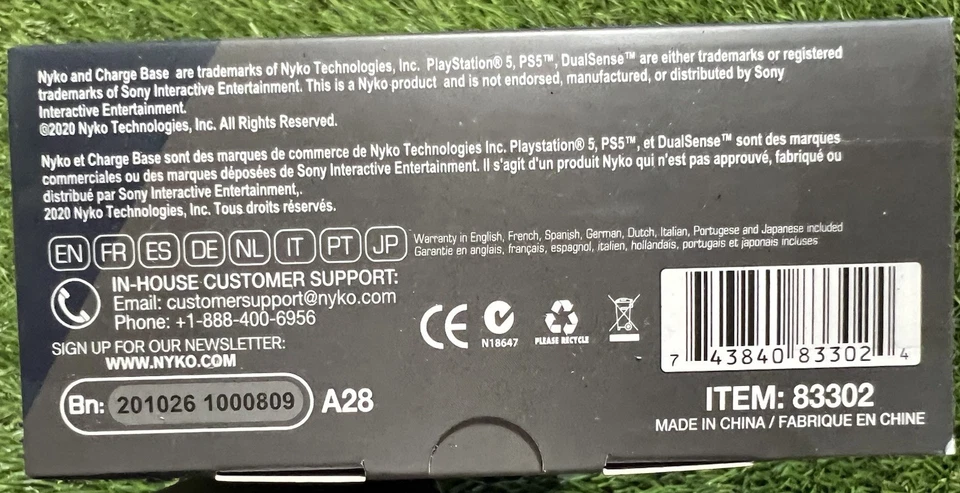 Nyko and Charge Base are trademarks of Nyko Technologies, Inc. PlayStation® 5, PS5™, DualSense™ are either trademarks or registered
trademarks of Sony Interactive Entertainment. This is a Nyko product and is not endorsed, manufactured, or distributed by Sony
Interactive Entertainment.
©2020 Nyko Technologies, Inc. All Rights Reserved.
Nyko et Charge Base sont des marques de commerce de Nyko Technologies Inc. Playstation® 5, PS5™, et DualSense™ sont des marques
commerciales ou des marques déposées de Sony Interactive Entertainment. Il s'agit d'un produit Nyko qui n'est pas approuvé, fabriqué ou
distribué par Sony Interactive Entertainment,.
2020 Nyko Technologies, Inc. Tous droits réservés.
EN FR ES DE NL IT PT JP
Warranty in English, French, Spanish, German, Dutch, Italian, Portugese and Japanese included
Garantie en anglais, français, espagnol, italien, hollandais, portugais et japonais incluses
IN-HOUSE CUSTOMER SUPPORT:
Email: customersupport@nyko.com
Phone: +1-888-400-6956
SIGN UP FOR OUR NEWSLETTER:
WWW.NYKO.COM
Bn: 201026 1000809 A28
CE
N18647
PLEASE RECYCLE
7 43840 83302 4
ITEM: 83302
MADE IN CHINA / FABRIQUE EN CHINE